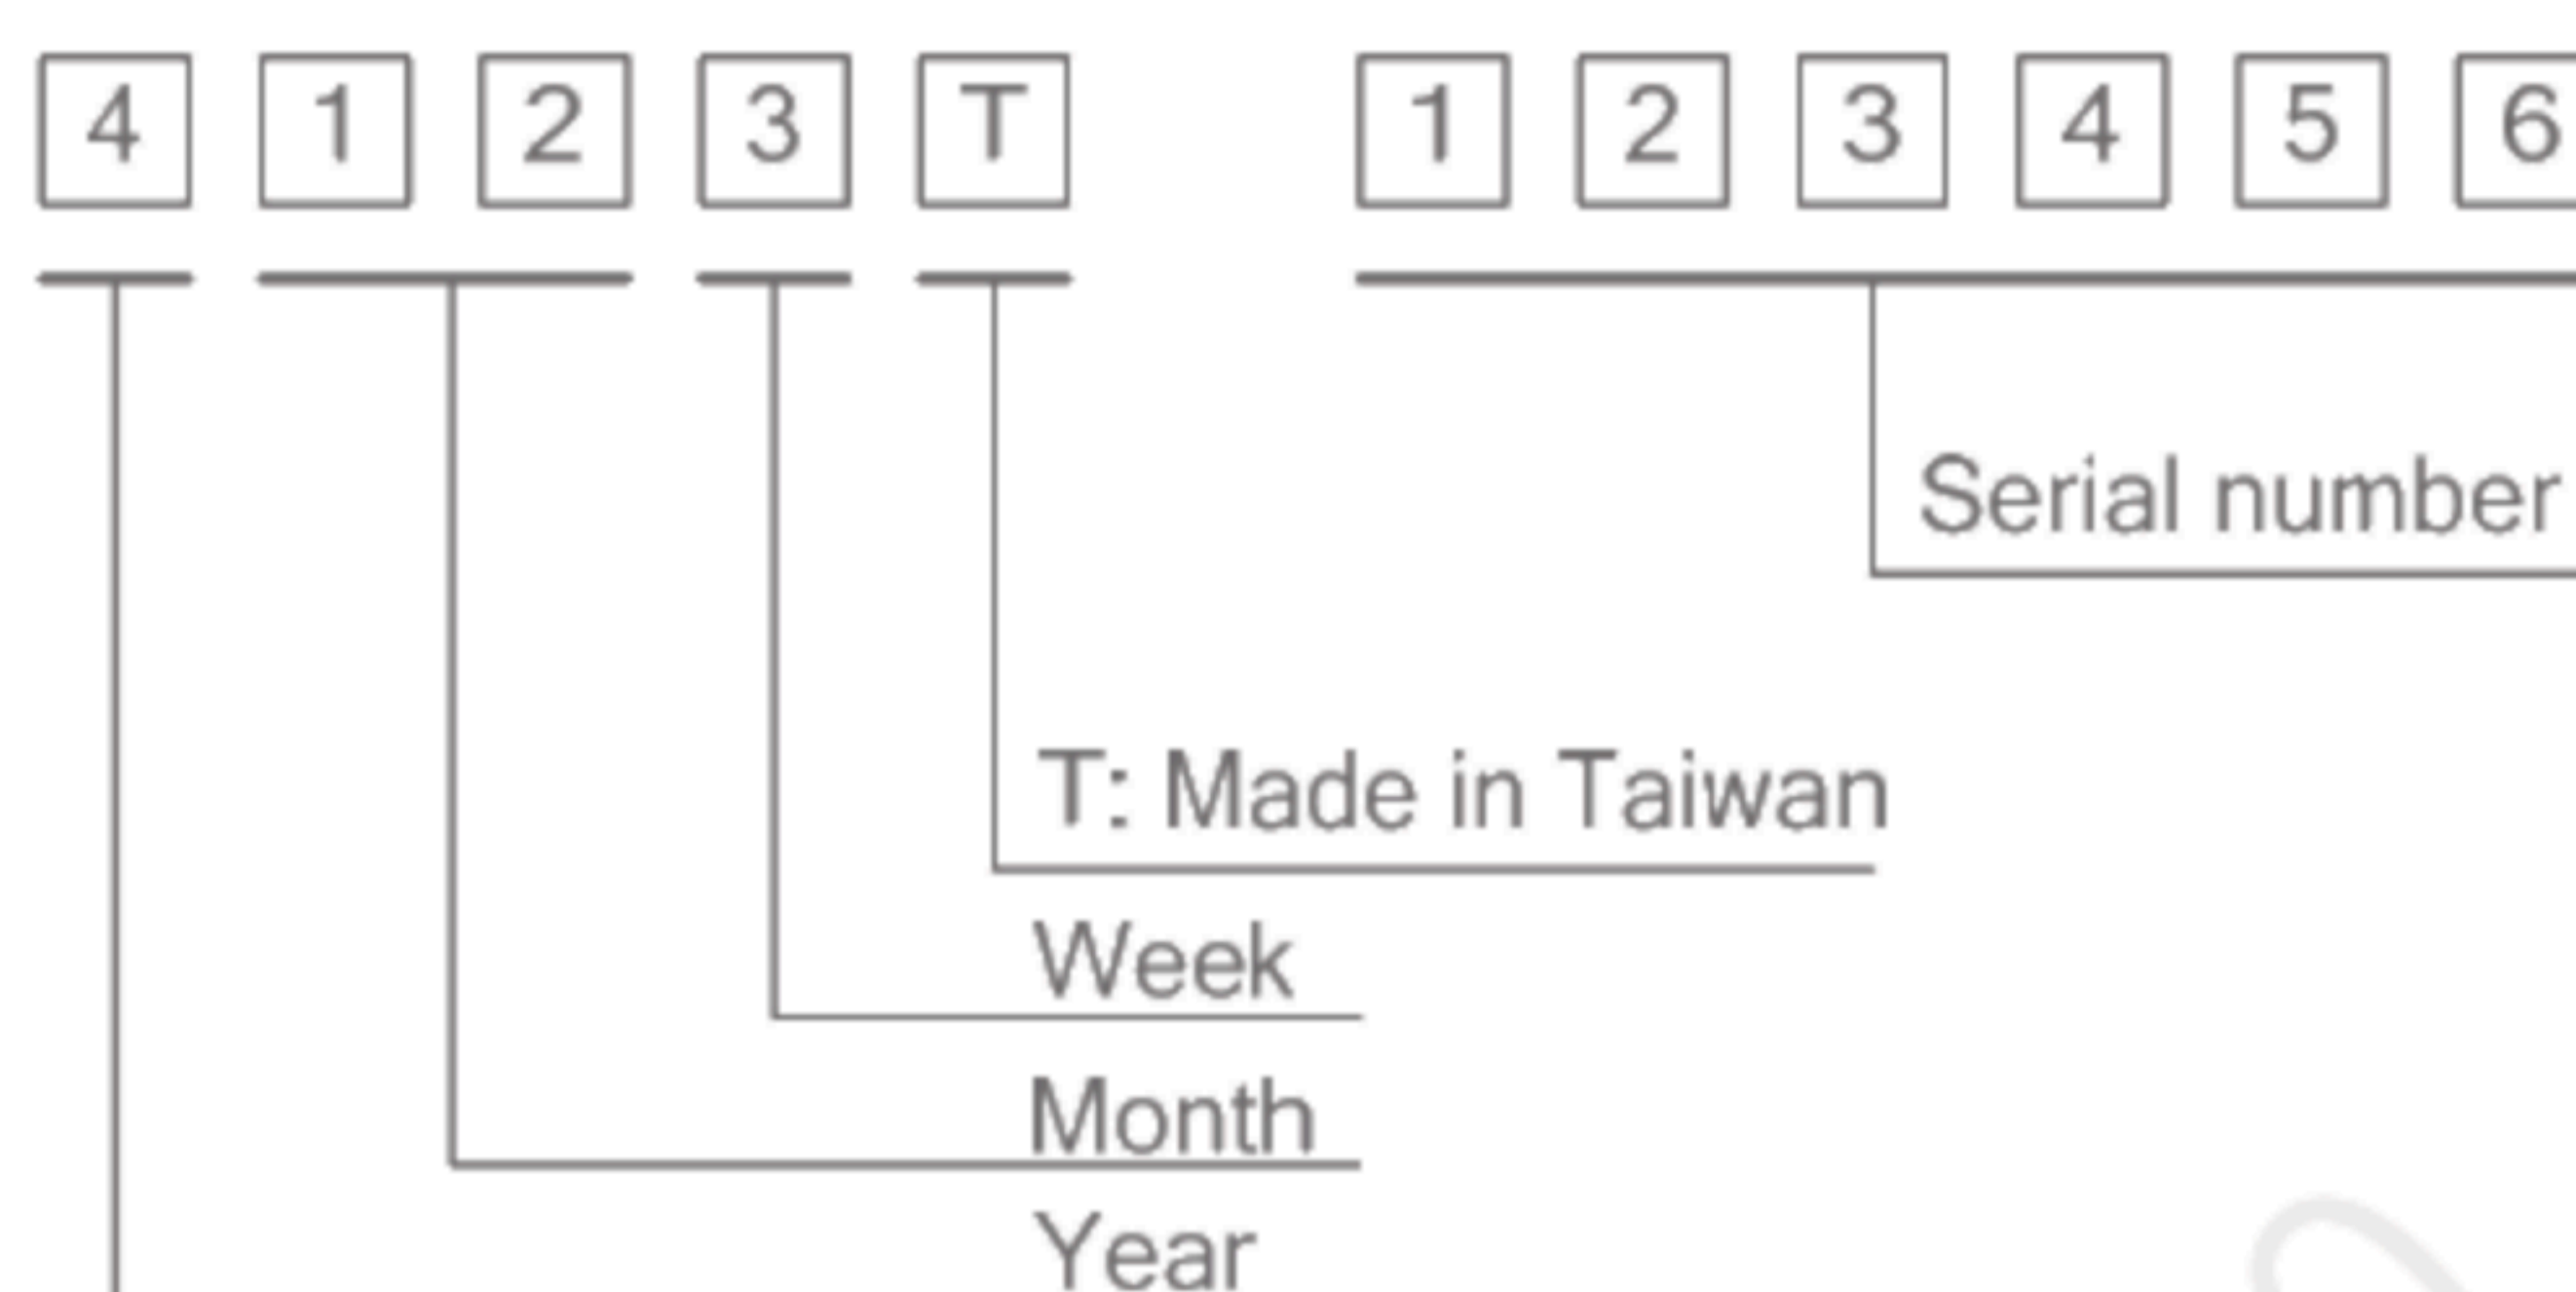 4 1 2 3 T 1 2 3 4 5 6
Serial number
T: Made in Taiwan
Week
Month
Year